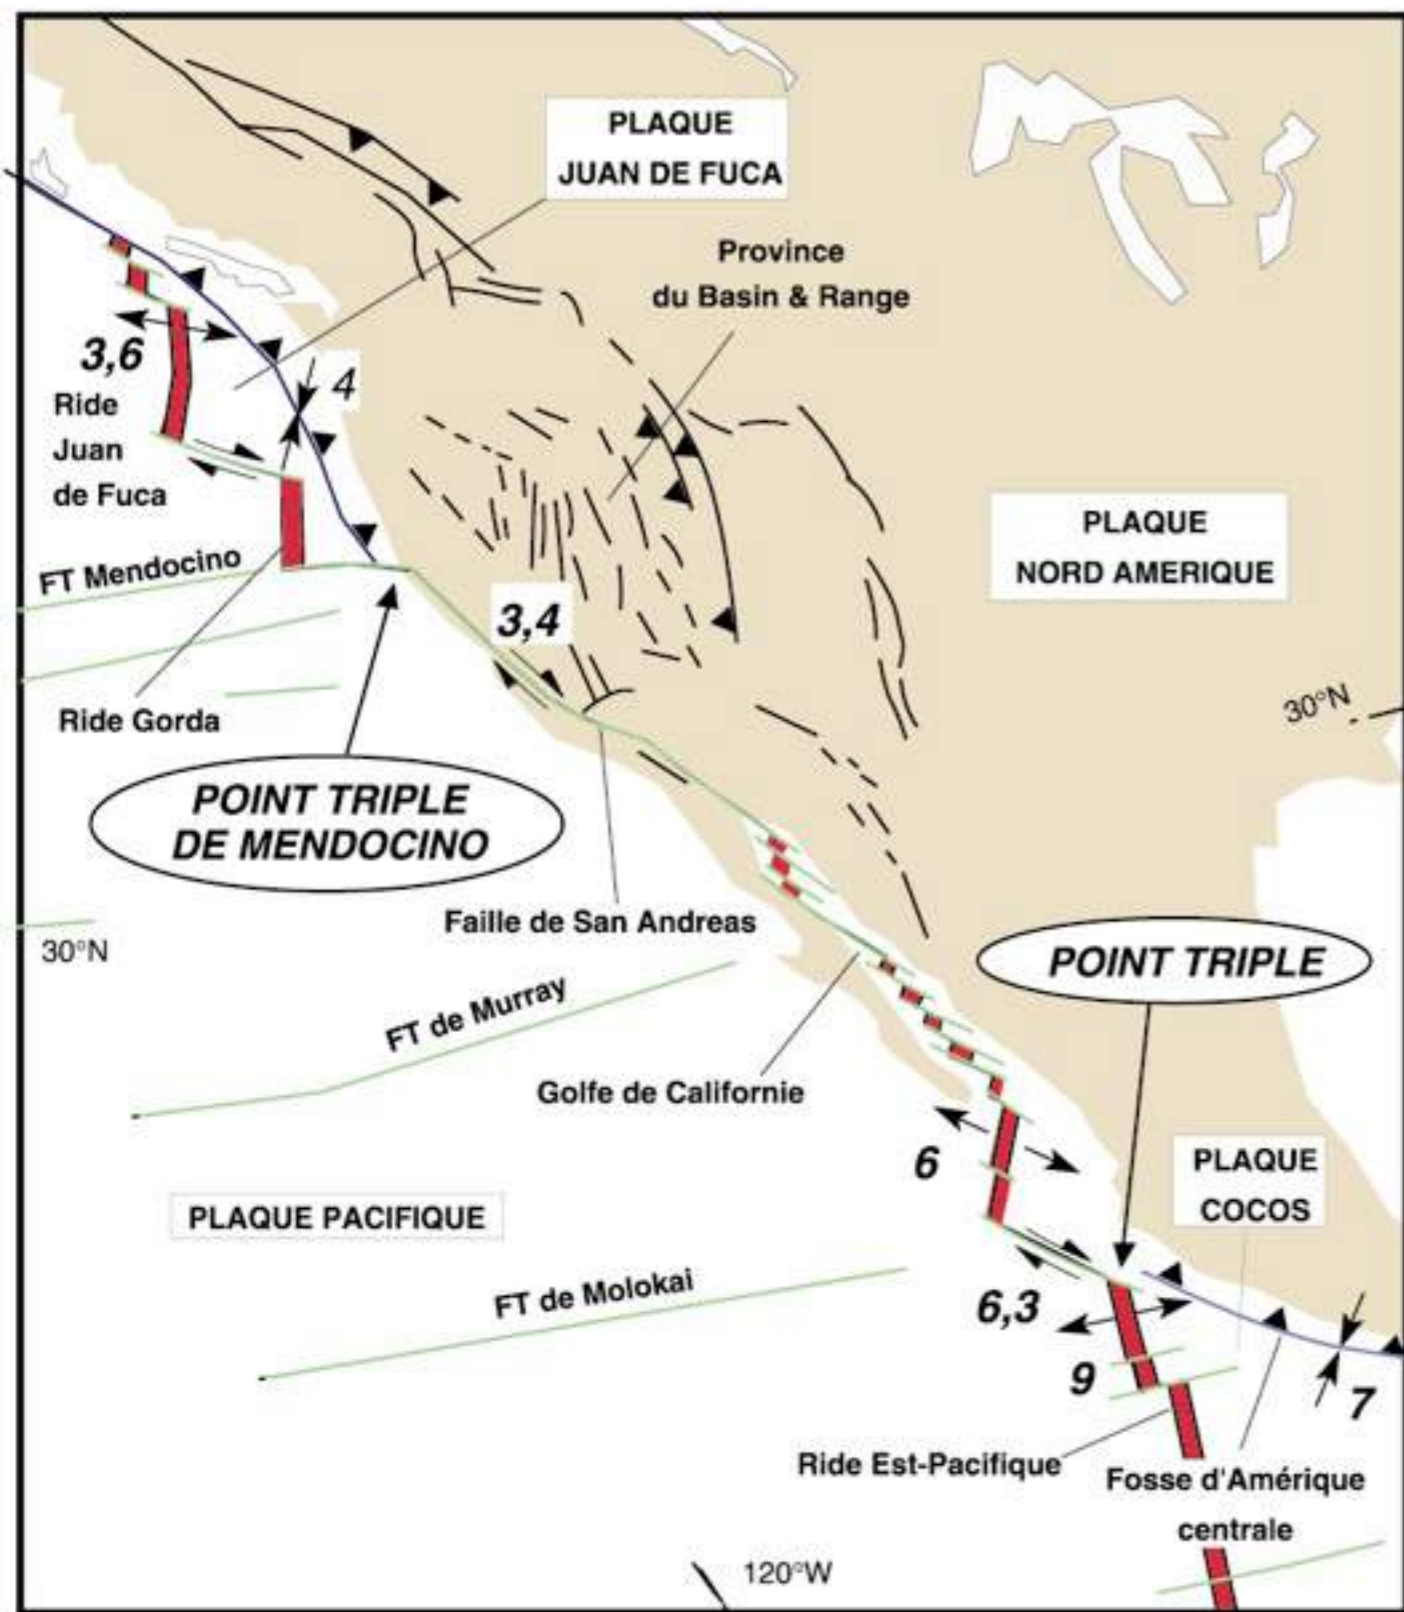 PLAQUE
JUAN DE FUCA
Province
du Basin & Range
3,6
4
Ride
Juan
de Fuca
PLAQUE
NORD AMERIQUE
FT Mendocino
3,4
30°N
Ride Gorda
POINT TRIPLE
DE MENDOCINO
Faille de San Andreas
30°N
POINT TRIPLE
FT de Murray
Golfe de Californie
6
PLAQUE
COCOS
PLAQUE PACIFIQUE
FT de Molokai
6,3
9
7
Ride Est-Pacifique
Fosse d'Amérique
centrale
120°W